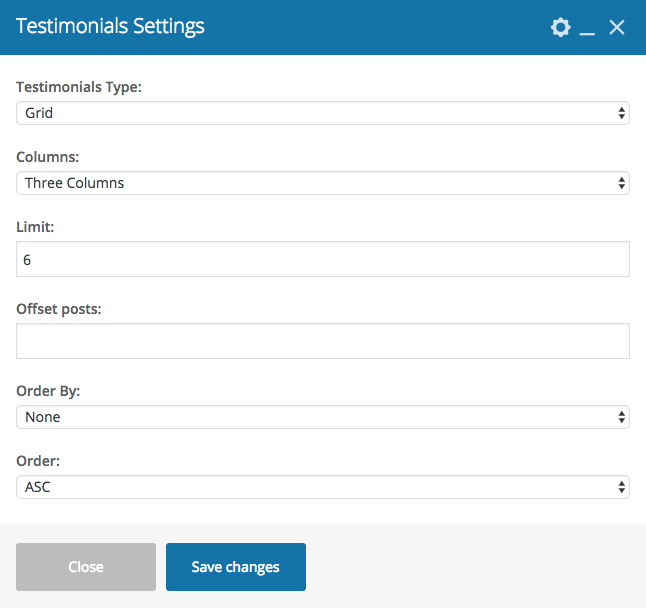 Testimonials Settings
Testimonials Type:
Grid
Columns:
Three Columns
Limit:
6
Offset posts:
Order By:
None
Order:
ASC
Close
Save changes